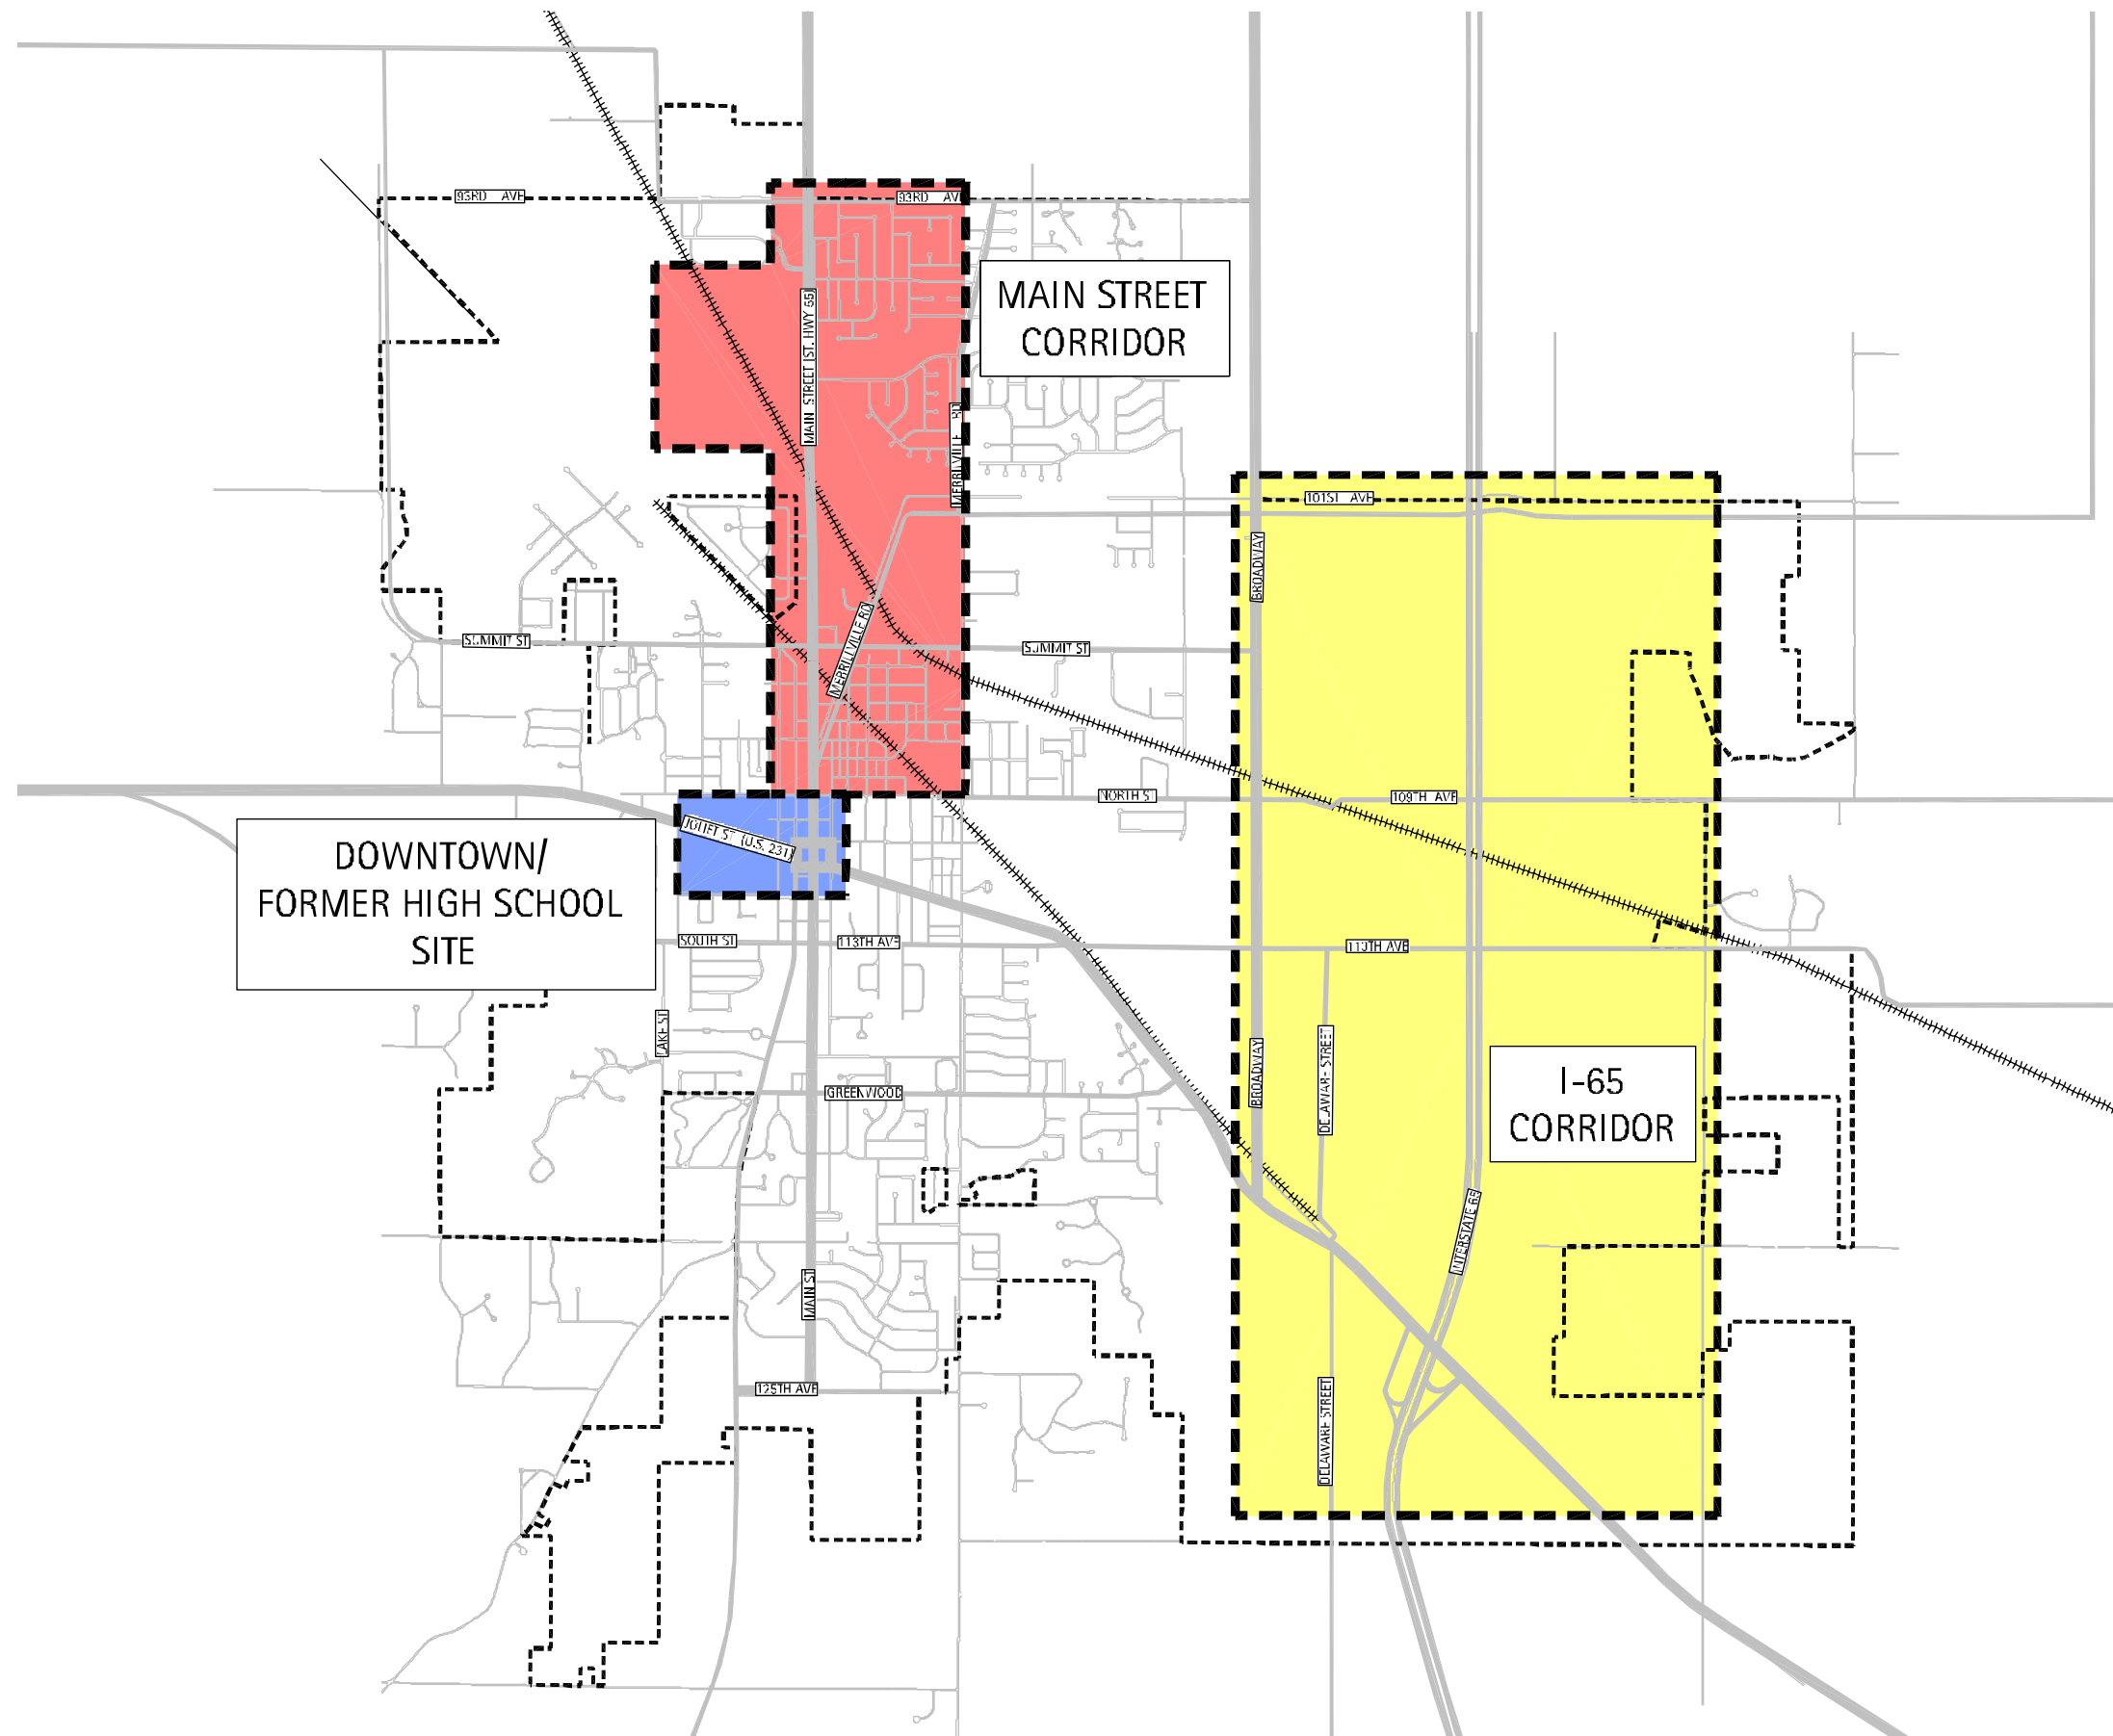 93RD AVE
93RD AVE
MAIN STREET
CORRIDOR
MAIN STREET (ST. HWY 55)
MERRILLVILLE RD
101ST AVE
BROADWAY
MERRILLVILLE RD
SUMMIT ST
SUMMIT ST
NORTH ST
109TH AVE
JOLIET ST (U.S. 231)
DOWNTOWN/
FORMER HIGH SCHOOL
SITE
SOUTH ST
113TH AVE
113TH AVE
LAKE ST
BROADWAY
DELAWARE STREET
I-65
CORRIDOR
GREENWOOD
INTERSTATE 65
MAIN ST
125TH AVE
DELAWARE STREET